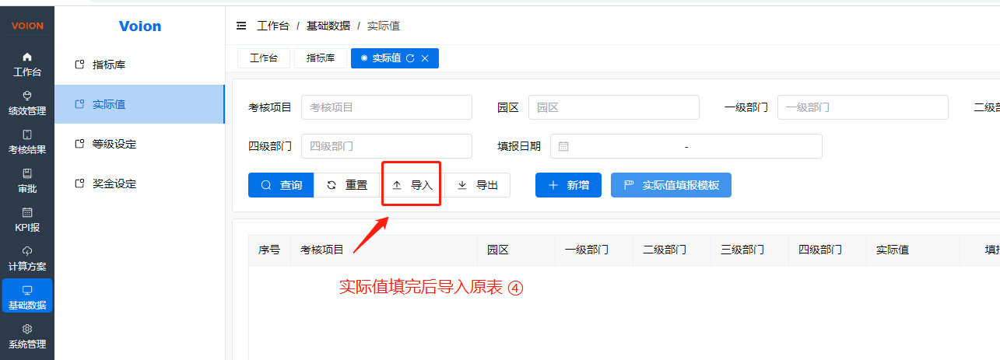 VOION
工作台
绩效管理
考核结果
审批
KPI报
计算方案
基础数据
系统管理
Voion
指标库
实际值
等级设定
奖金设定
工作台 / 基础数据 / 实际值
工作台 指标库 实际值
考核项目 考核项目 园区 园区 一级部门 一级部门 二级部
四级部门 四级部门 填报日期 -
查询 重置 导入 导出 新增 实际值填报模板
序号 考核项目 园区 一级部门 二级部门 三级部门 四级部门 实际值 填
实际值填完后导入原表 ④